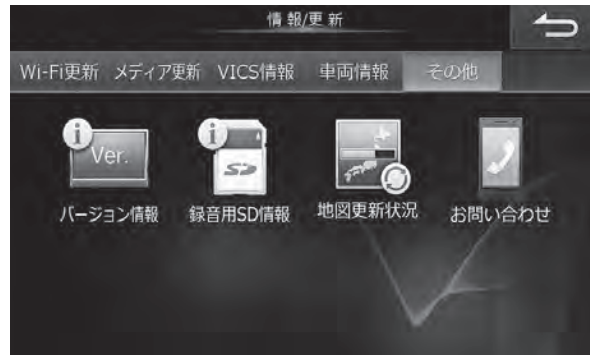 情報/更新
Wi-Fi更新 メディア更新 VICS情報 車両情報 その他
i Ver.
i SD
バージョン情報 録音用SD情報 地図更新状況 お問い合わせ